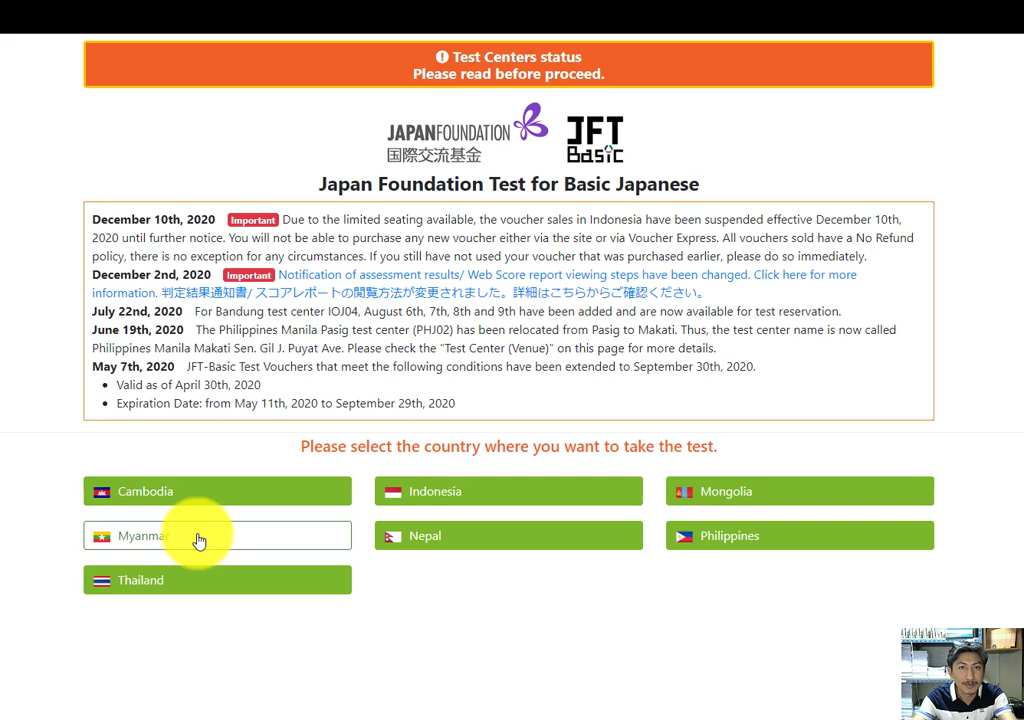 Test Centers status
Please read before proceed.
JAPANFOUNDATION
国際交流基金
JFT
Basic
Japan Foundation Test for Basic Japanese
December 10th, 2020 Important Due to the limited seating available, the voucher sales in Indonesia have been suspended effective December 10th,
2020 until further notice. You will not be able to purchase any new voucher either via the site or via Voucher Express. All vouchers sold have a No Refund
policy, there is no exception for any circumstances. If you still have not used your voucher that was purchased earlier, please do so immediately.
December 2nd, 2020 Important Notification of assessment results/ Web Score report viewing steps have been changed. Click here for more
information. 判定結果通知書/ スコアレポートの閲覧方法が変更されました。詳細はこちらからご確認ください。
July 22nd, 2020 For Bandung test center IOJ04, August 6th, 7th, 8th and 9th have been added and are now available for test reservation.
June 19th, 2020 The Philippines Manila Pasig test center (PHJ02) has been relocated from Pasig to Makati. Thus, the test center name is now called
Philippines Manila Makati Sen. Gil J. Puyat Ave. Please check the "Test Center (Venue)" on this page for more details.
May 7th, 2020 JFT-Basic Test Vouchers that meet the following conditions have been extended to September 30th, 2020.
• Valid as of April 30th, 2020
• Expiration Date: from May 11th, 2020 to September 29th, 2020
Please select the country where you want to take the test.
Cambodia
Indonesia
Mongolia
Myanmar
Nepal
Philippines
Thailand